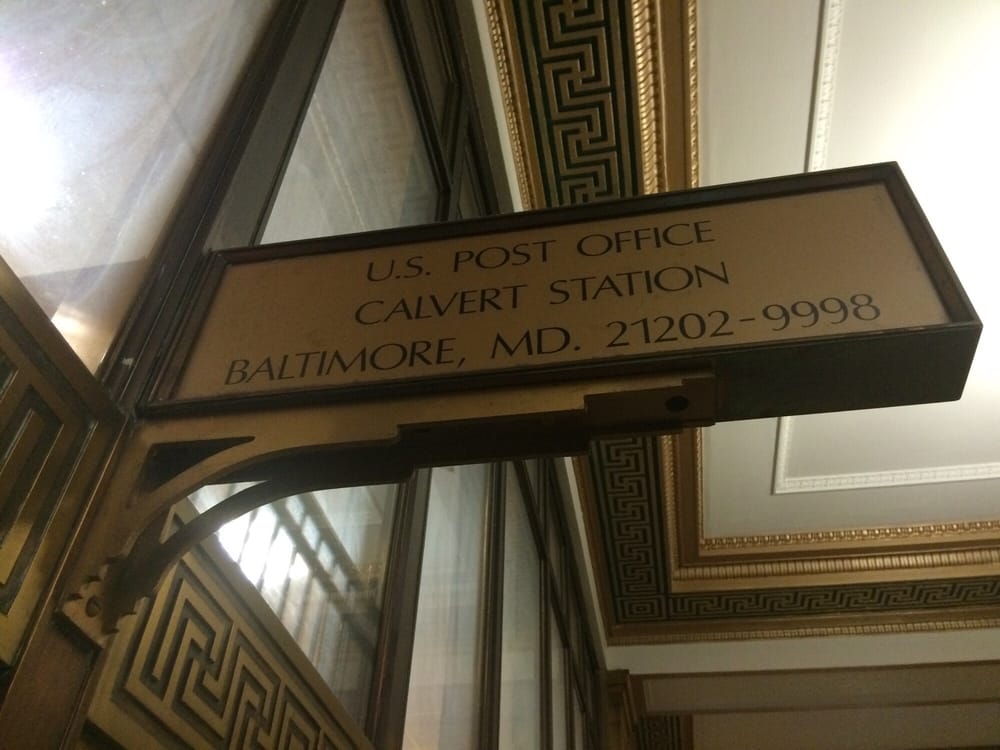 U.S. POST OFFICE
CALVERT STATION
BALTIMORE, MD. 21202-9998